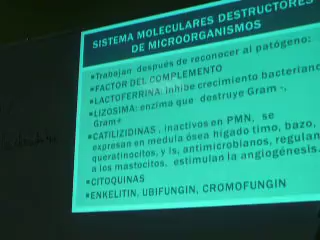 SISTEMA MOLECULARES DESTRUCTORES
DE MICROORGANISMOS
▪Trabajan después de reconocer al patógeno:
▪FACTOR DEL COMPLEMENTO
▪LACTOFERRINA: Inhibe crecimiento bacteriano
▪LIZOSIMA: enzima que destruye Gram -,
Gram+
▪CATILIZIDINAS , inactivos en PMN, se
expresan en medula ósea hígado timo, bazo,
queratinocitos, y ls, antimicrobianos, regulan
a los mastocitos, estimulan la angiogénesis.
▪CITOQUINAS
▪ENKELITIN, UBIFUNGIN, CROMOFUNGIN